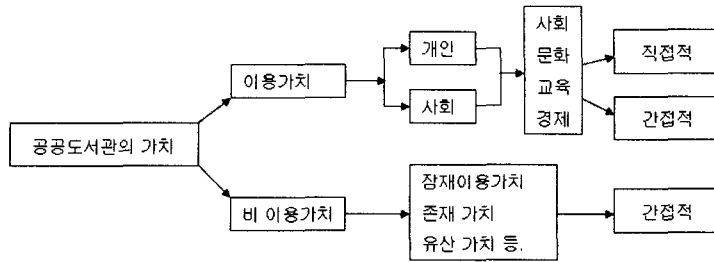 공공도서관의 가치
이용가치
개인
사회
사회
문화
교육
경제
직접적
간접적
비 이용가치
잠재이용가치
존재 가치
유산 가치 등.
간접적